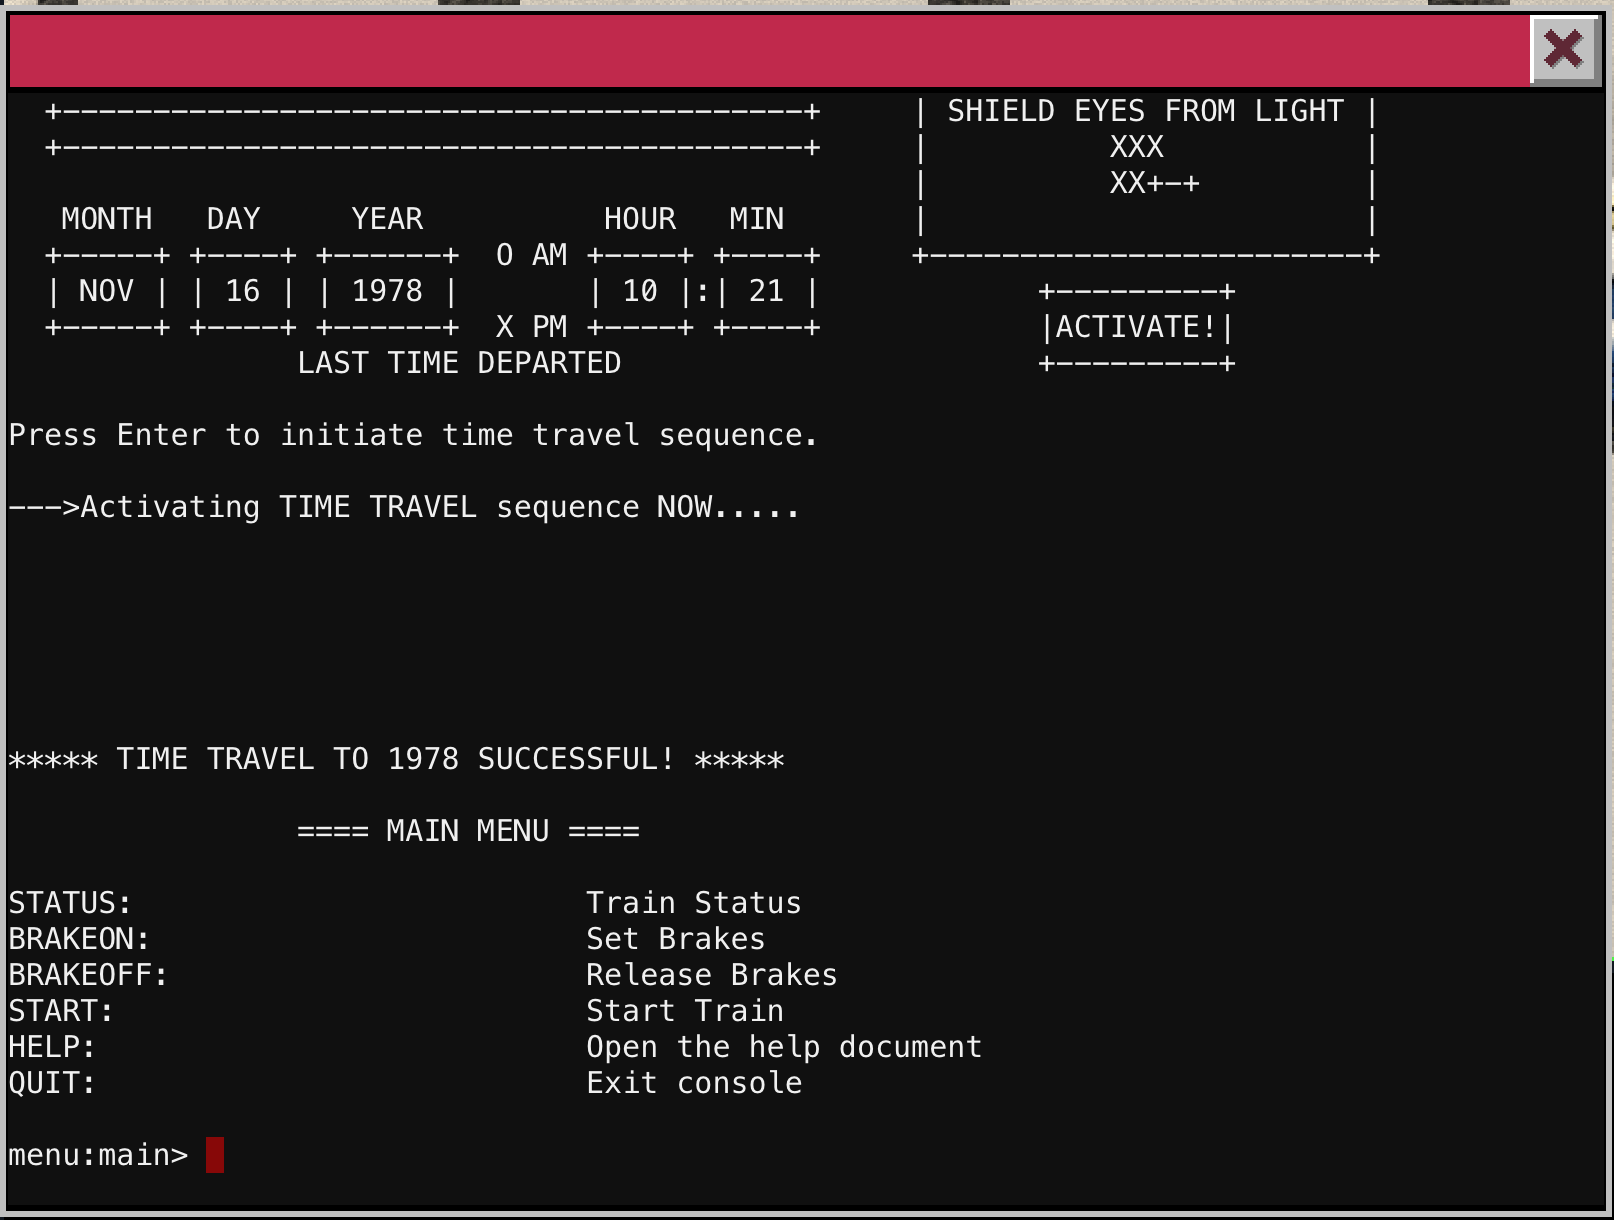 +-----------------------------------------+ | SHIELD EYES FROM LIGHT |
+-----------------------------------------+ | XXX |
| XX+-+ |
MONTH DAY YEAR HOUR MIN | |
+-----+ +----+ +------+ O AM +----+ +----+ +------------------------+
| NOV | | 16 | | 1978 | | 10 |:| 21 | +---------+
+-----+ +----+ +------+ X PM +----+ +----+ |ACTIVATE!|
LAST TIME DEPARTED +---------+
Press Enter to initiate time travel sequence.
--->Activating TIME TRAVEL sequence NOW.....
***** TIME TRAVEL TO 1978 SUCCESSFUL! *****
==== MAIN MENU ====
STATUS: Train Status
BRAKEON: Set Brakes
BRAKEOFF: Release Brakes
START: Start Train
HELP: Open the help document
QUIT: Exit console
menu:main>